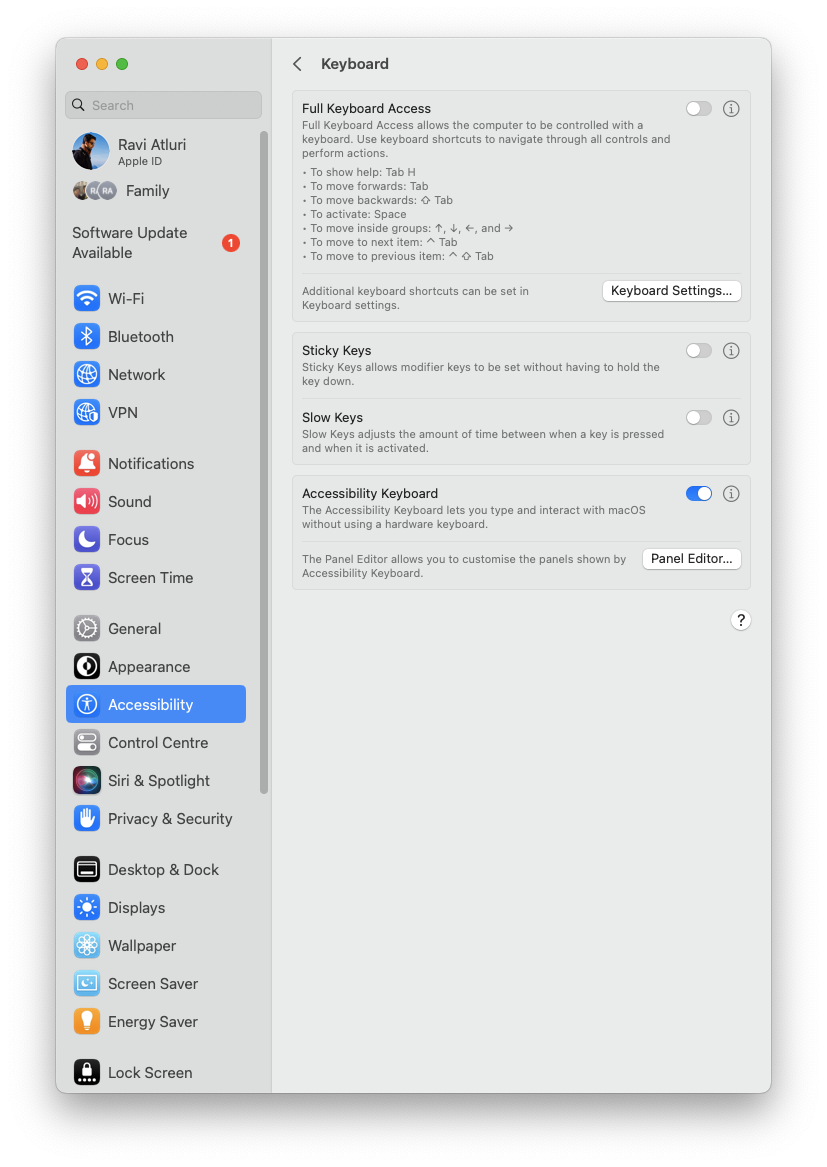 Keyboard
Search
Ravi Atluri
Apple ID
RA
Family
Software Update
Available
1
Wi-Fi
Bluetooth
Network
VPN
Notifications
Sound
Focus
Screen Time
General
Appearance
Accessibility
Control Centre
Siri & Spotlight
Privacy & Security
Desktop & Dock
Displays
Wallpaper
Screen Saver
Energy Saver
Lock Screen
Full Keyboard Access
Full Keyboard Access allows the computer to be controlled with a
keyboard. Use keyboard shortcuts to navigate through all controls and
perform actions.
• To show help: Tab H
• To move forwards: Tab
• To move backwards: ⇧ Tab
• To activate: Space
• To move inside groups: ↑, ↓, ←, and →
• To move to next item: ^ Tab
• To move to previous item: ^ ⇧ Tab
Additional keyboard shortcuts can be set in
Keyboard settings.
Keyboard Settings...
Sticky Keys
Sticky Keys allows modifier keys to be set without having to hold the
key down.
Slow Keys
Slow Keys adjusts the amount of time between when a key is pressed
and when it is activated.
Accessibility Keyboard
The Accessibility Keyboard lets you type and interact with macOS
without using a hardware keyboard.
The Panel Editor allows you to customise the panels shown by
Accessibility Keyboard.
Panel Editor...
?